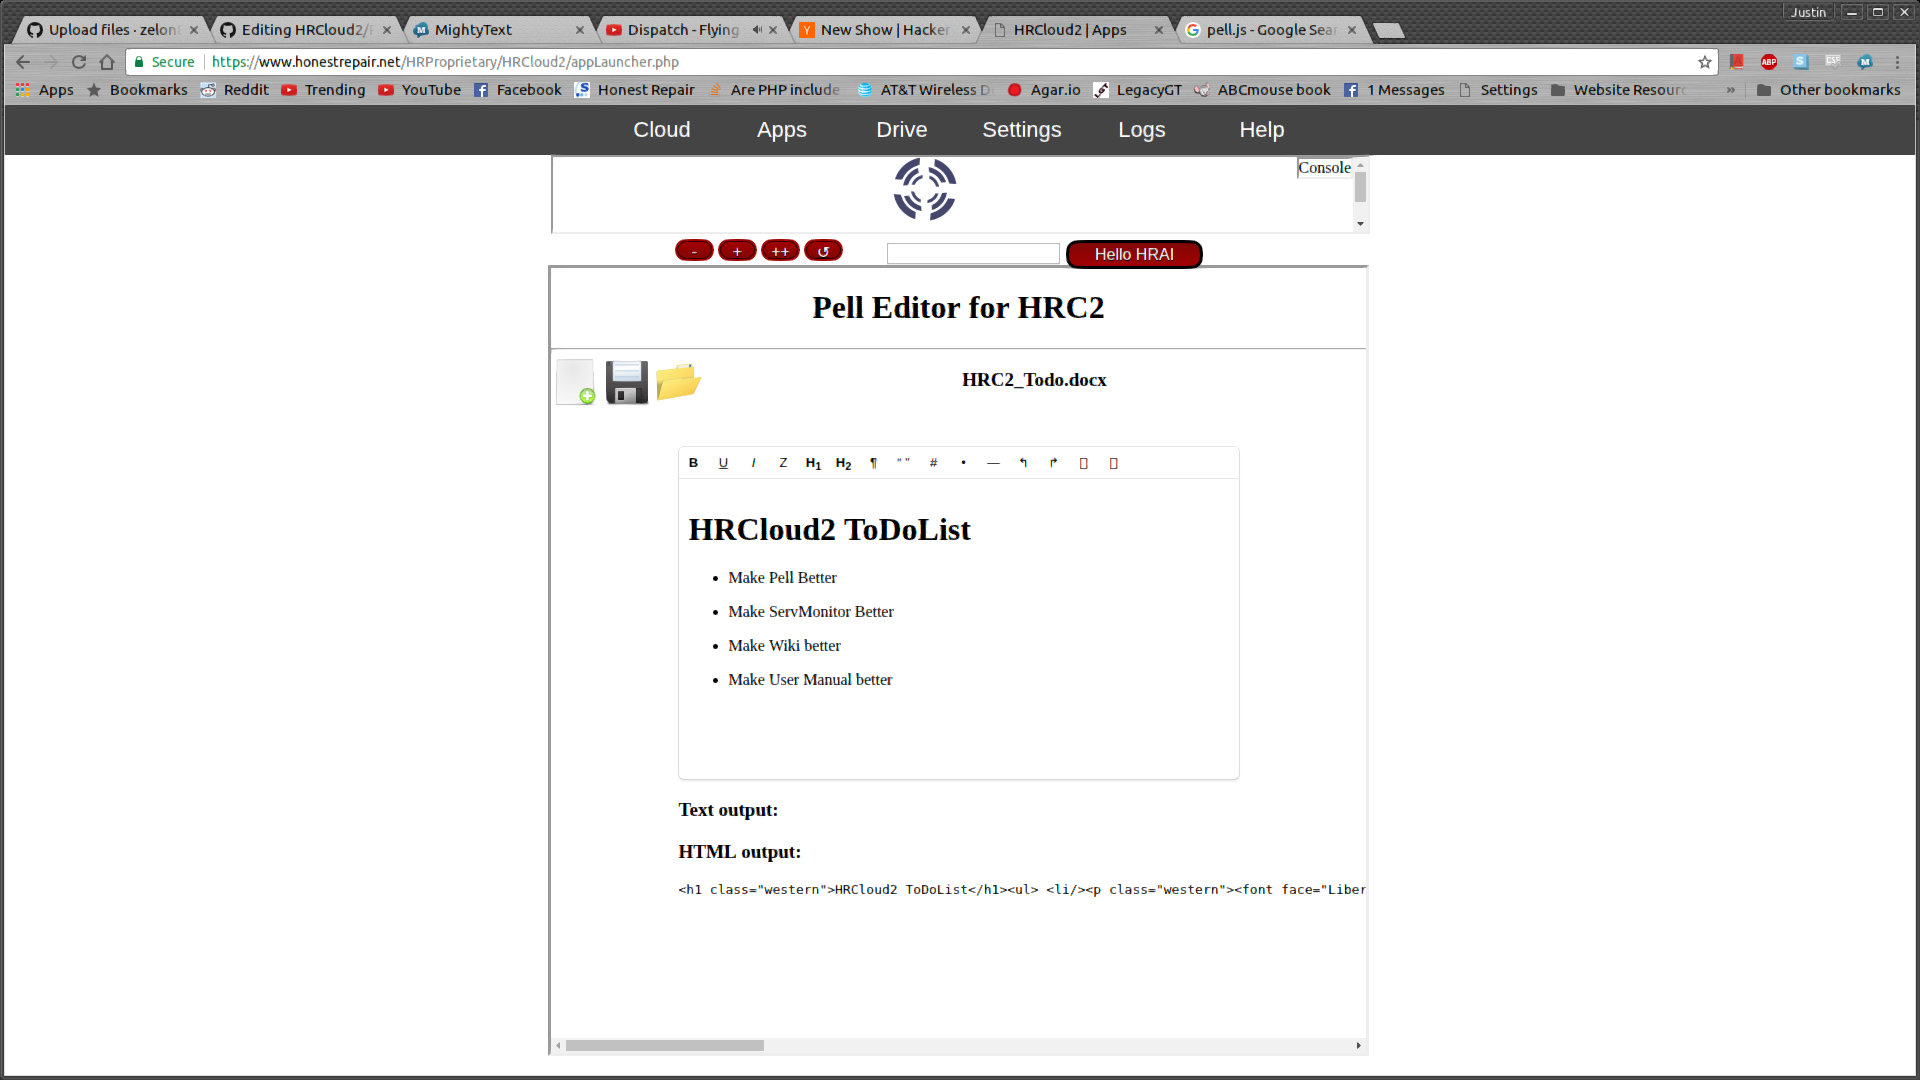 Justin
Upload files · zelon
Editing HRCloud2/
MightyText
Dispatch - Flying
New Show | Hacker
HRCloud2 | Apps
pell.js - Google Sear
Secure
https://www.honestrepair.net/HRProprietary/HRCloud2/appLauncher.php
Apps
Bookmarks
Reddit
Trending
YouTube
Facebook
Honest Repair
Are PHP include
AT&T Wireless D
Agar.io
LegacyGT
ABCmouse book
1 Messages
Settings
Website Resour
»
Other bookmarks
Cloud Apps Drive Settings Logs Help
Console
- + ++ ↺
Hello HRAI
Pell Editor for HRC2
HRC2_Todo.docx
B U I Z H1 H2 ¶ “ ” # • —
HRCloud2 ToDoList
• Make Pell Better
• Make ServMonitor Better
• Make Wiki better
• Make User Manual better
Text output:
HTML output:
<h1 class="western">HRCloud2 ToDoList</h1><ul> <li/><p class="western"><font face="Liber